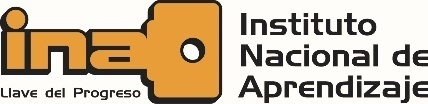 ina
Llave del Progreso
Instituto
Nacional de
Aprendizaje